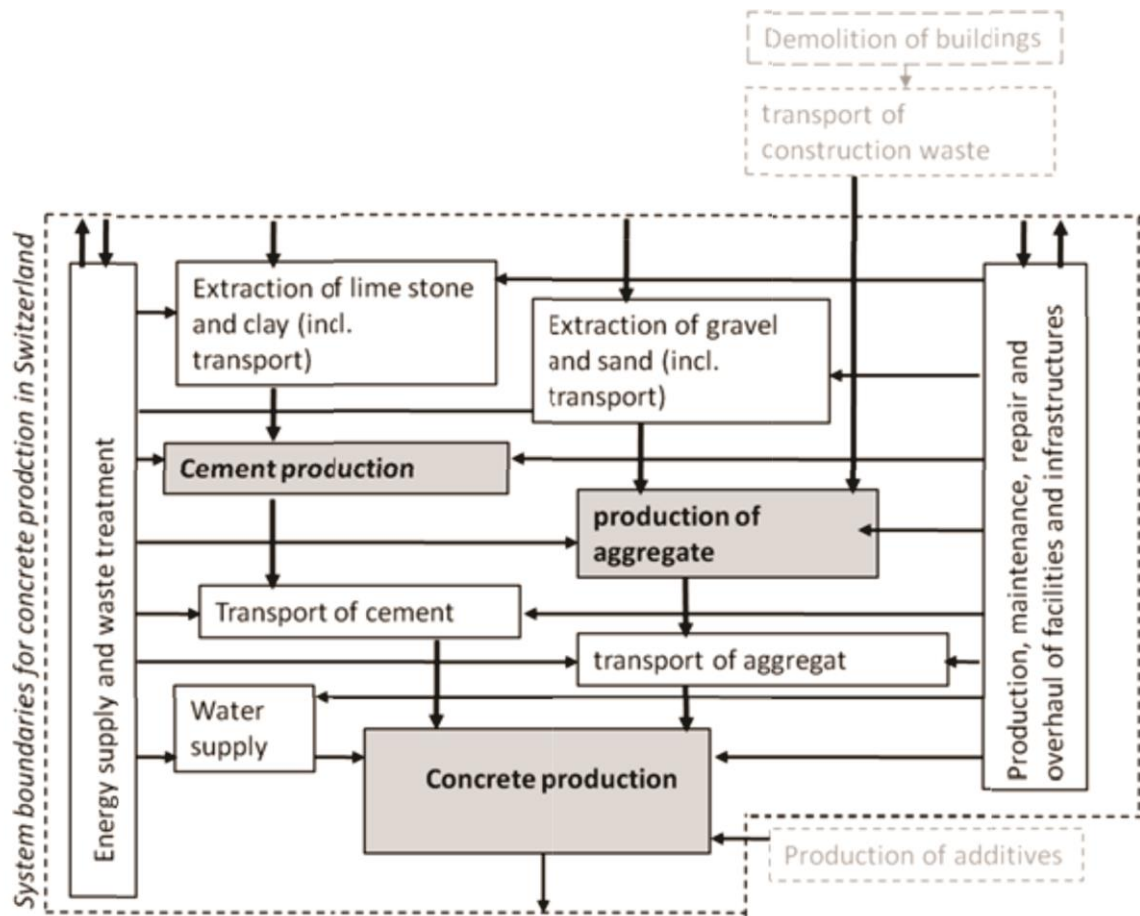 Demolition of buildings
transport of
construction waste
System boundaries for concrete prodction in Switzerland
Energy supply and waste treatment
Extraction of lime stone
and clay (incl.
transport)
Extraction of gravel
and sand (incl.
transport)
Cement production
production of
aggregate
Transport of cement
transport of aggregat
Water
supply
Concrete production
Production, maintenance, repair and
overhaul of facilities and infrastructures
Production of additives